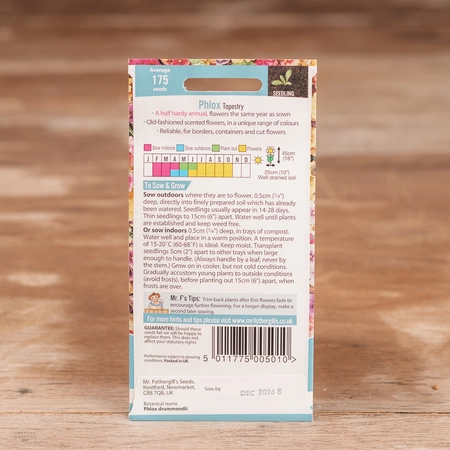 Average
175
seeds
SEEDLING
Phlox Tapestry
· A half hardy annual, flowers the same year as sown
· Old-fashioned scented flowers, in a unique range of colours
· Reliable, for borders, containers and cut flowers
Sow indoors Sow outdoors Plant out Flowers
J F M A M J J A S O N D
45cm
(18")
25cm (10")
Well drained soil
To Sow & Grow
Sow outdoors where they are to flower, 0.5cm (¼")
deep, directly into finely prepared soil which has already
been watered. Seedlings usually appear in 14-28 days.
Thin seedlings to 15cm (6") apart. Water well until plants
are established and keep weed free.
Or sow indoors 0.5cm (¼") deep, in trays of compost.
Water well and place in a warm position. A temperature
of 15-20˚C (60-68˚F) is ideal. Keep moist. Transplant
seedlings 5cm (2") apart to other trays when large
enough to handle. (Always handle by a leaf, never by
the stem.) Grow on in cooler, but not cold conditions.
Gradually accustom young plants to outside conditions
(avoid frosts), before planting out 15cm (6") apart, when
frosts are over.
Mr. F's Tips: Trim back plants after first flowers fade to
encourage further flowering. For a longer display, make a
second later sowing.
For more hints and tips please visit www.mr-fothergills.co.uk
GUARANTEE: Should these
seeds fail we will be happy to
replace them. This does not
affect your statutory rights
Performance subject to growing
conditions. Packed in UK
5 011775 005010 >
Mr. Fothergill's Seeds,
Kentford, Newmarket,
CB8 7QB, UK
Sow by
DEC 2026 S
Botanical name
Phlox drummondii